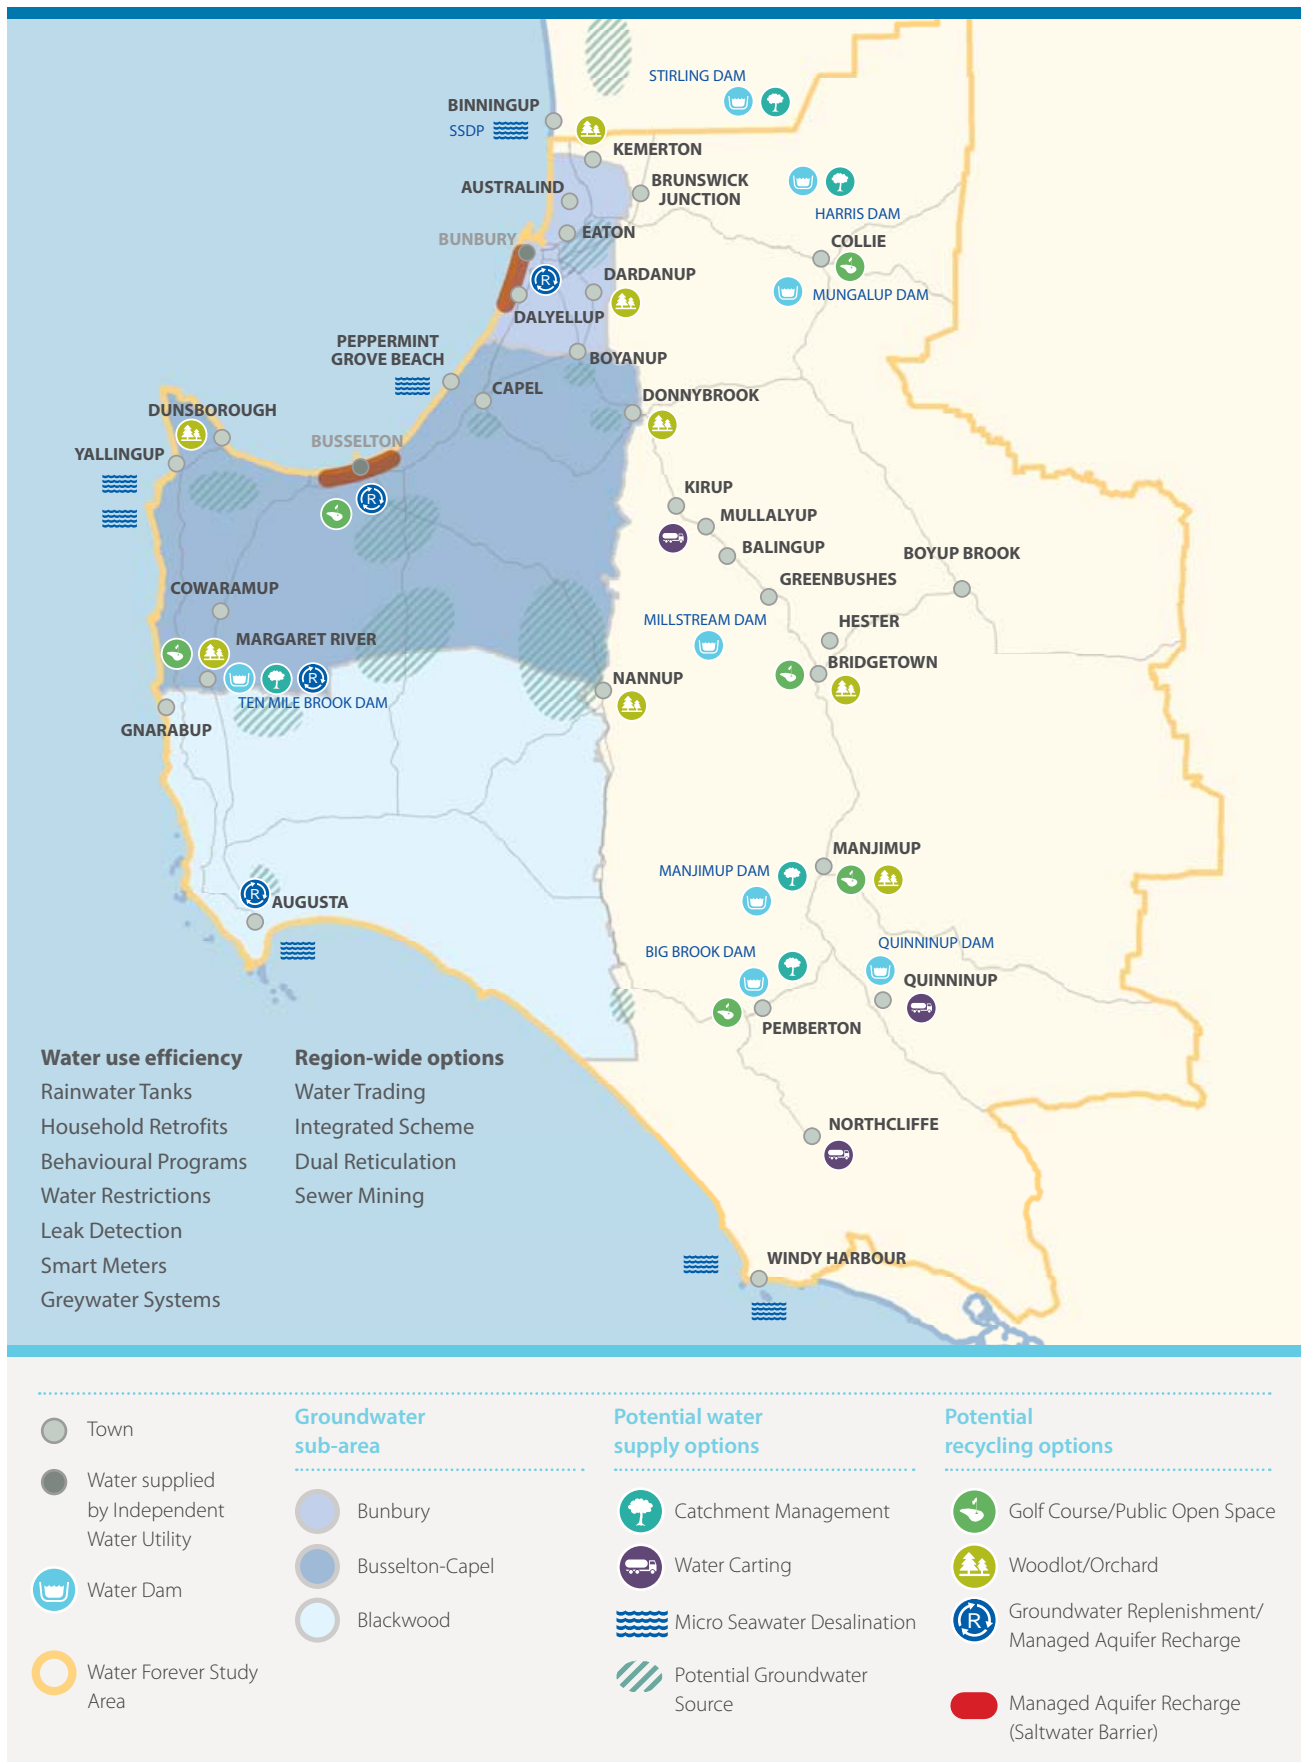 STIRLING DAM
BINNINGUP
SSDP
KEMERTON
BRUNSWICK
JUNCTION
AUSTRALIND
HARRIS DAM
BUNBURY
EATON
COLLIE
DARDANUP
R
MUNGALUP DAM
DALYELLUP
PEPPERMINT
GROVE BEACH
BOYANUP
CAPEL
DONNYBROOK
DUNSBOROUGH
BUSSELTON
YALLINGUP
R
KIRUP
MULLALYUP
BALINGUP
BOYUP BROOK
GREENBUSHES
COWARAMUP
MILLSTREAM DAM
HESTER
MARGARET RIVER
BRIDGETOWN
R
NANNUP
TEN MILE BROOK DAM
GNARABUP
MANJIMUP
MANJIMUP DAM
R
AUGUSTA
QUINNINUP DAM
BIG BROOK DAM
QUINNINUP
PEMBERTON
NORTHCLIFFE
WINDY HARBOUR
Water use efficiency
Rainwater Tanks
Household Retrofits
Behavioural Programs
Water Restrictions
Leak Detection
Smart Meters
Greywater Systems
Region-wide options
Water Trading
Integrated Scheme
Dual Reticulation
Sewer Mining
Town
Water supplied
by Independent
Water Utility
Water Dam
Water Forever Study
Area
Groundwater
sub-area
Bunbury
Busselton-Capel
Blackwood
Potential water
supply options
Catchment Management
Water Carting
Micro Seawater Desalination
Potential Groundwater
Source
Potential
recycling options
Golf Course/Public Open Space
Woodlot/Orchard
R
Groundwater Replenishment/
Managed Aquifer Recharge
Managed Aquifer Recharge
(Saltwater Barrier)